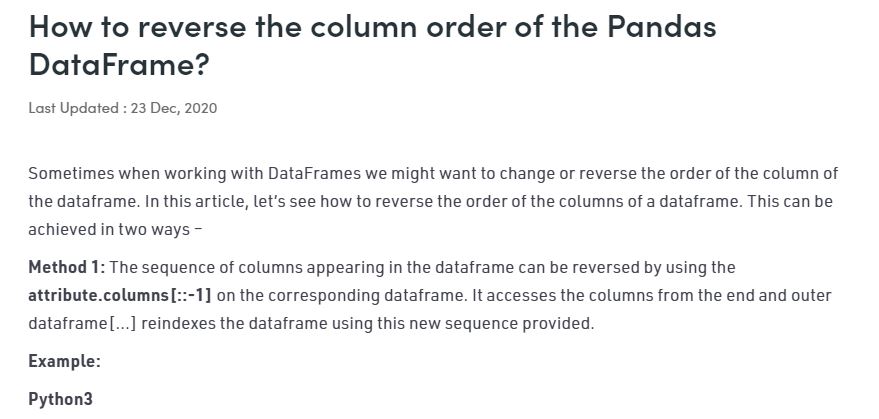 How to reverse the column order of the Pandas
DataFrame?
Last Updated : 23 Dec, 2020
Sometimes when working with DataFrames we might want to change or reverse the order of the column of
the dataframe. In this article, let’s see how to reverse the order of the columns of a dataframe. This can be
achieved in two ways –
Method 1: The sequence of columns appearing in the dataframe can be reversed by using the
attribute.columns[::-1] on the corresponding dataframe. It accesses the columns from the end and outer
dataframe[…] reindexes the dataframe using this new sequence provided.
Example:
Python3